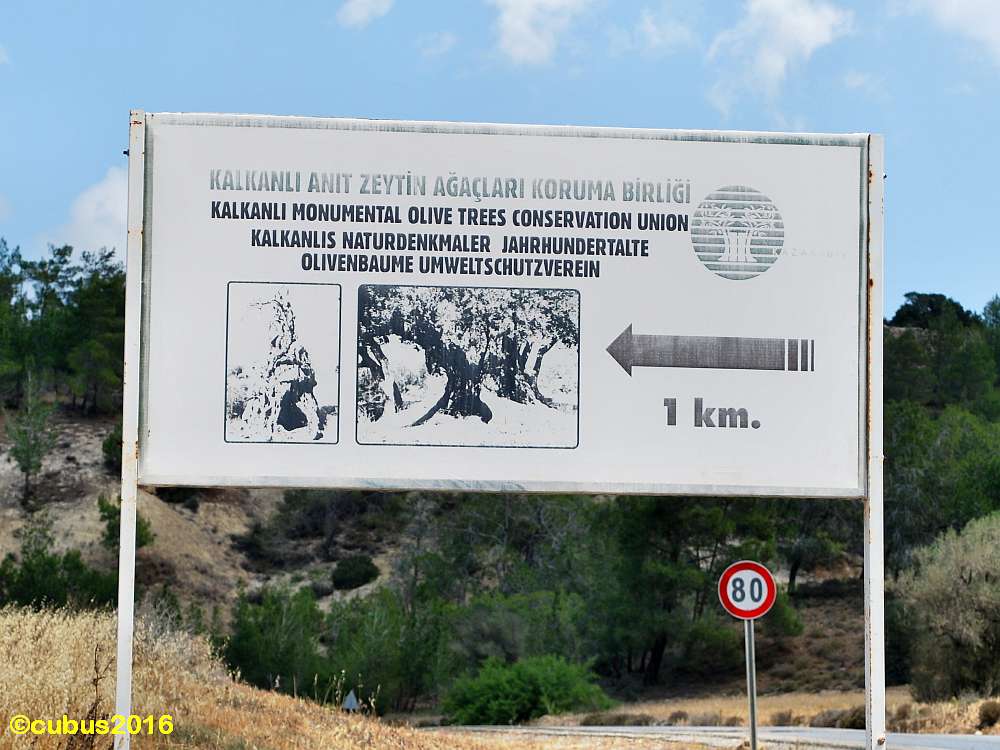 KALKANLI ANIT ZEYTİN AĞAÇLARI KORUMA BİRLİĞİ
KALKANLI MONUMENTAL OLIVE TREES CONSERVATION UNION
KALKANLIS NATURDENKMALER JAHRHUNDERTALTE
OLIVENBAUME UMWELTSCHUTZVEREIN
1 km.
80
©cubus2016